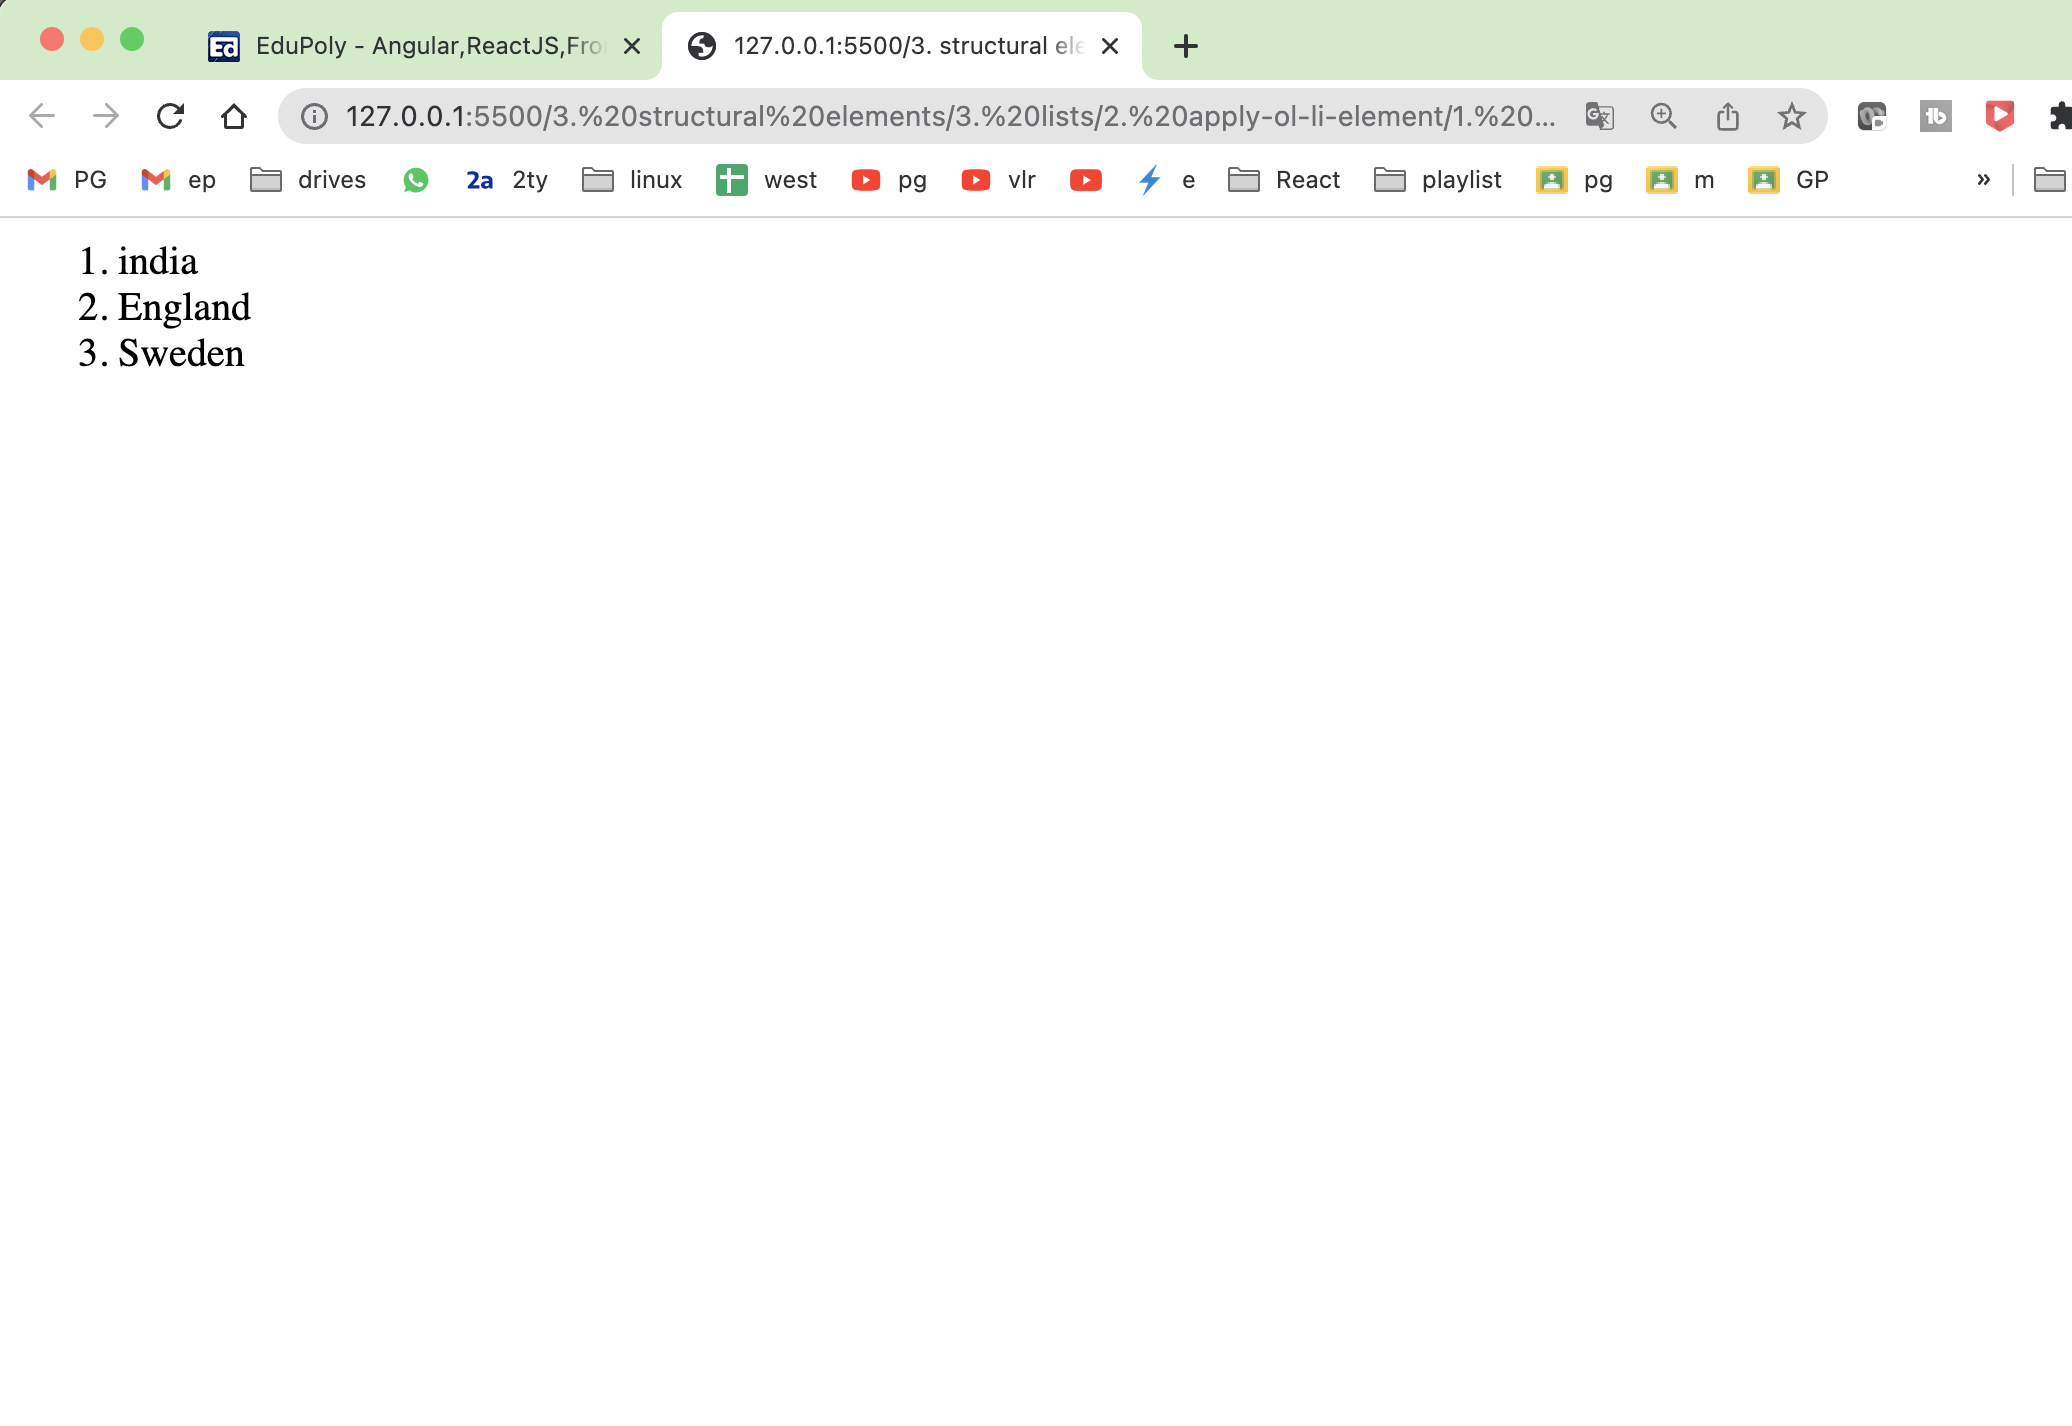 EduPoly - Angular,ReactJS,Fro
127.0.0.1:5500/3. structural ele
127.0.0.1:5500/3.%20structural%20elements/3.%20lists/2.%20apply-ol-li-element/1.%20...
PG ep drives 2a 2ty linux west pg vlr e React playlist pg m GP »
1. india
2. England
3. Sweden